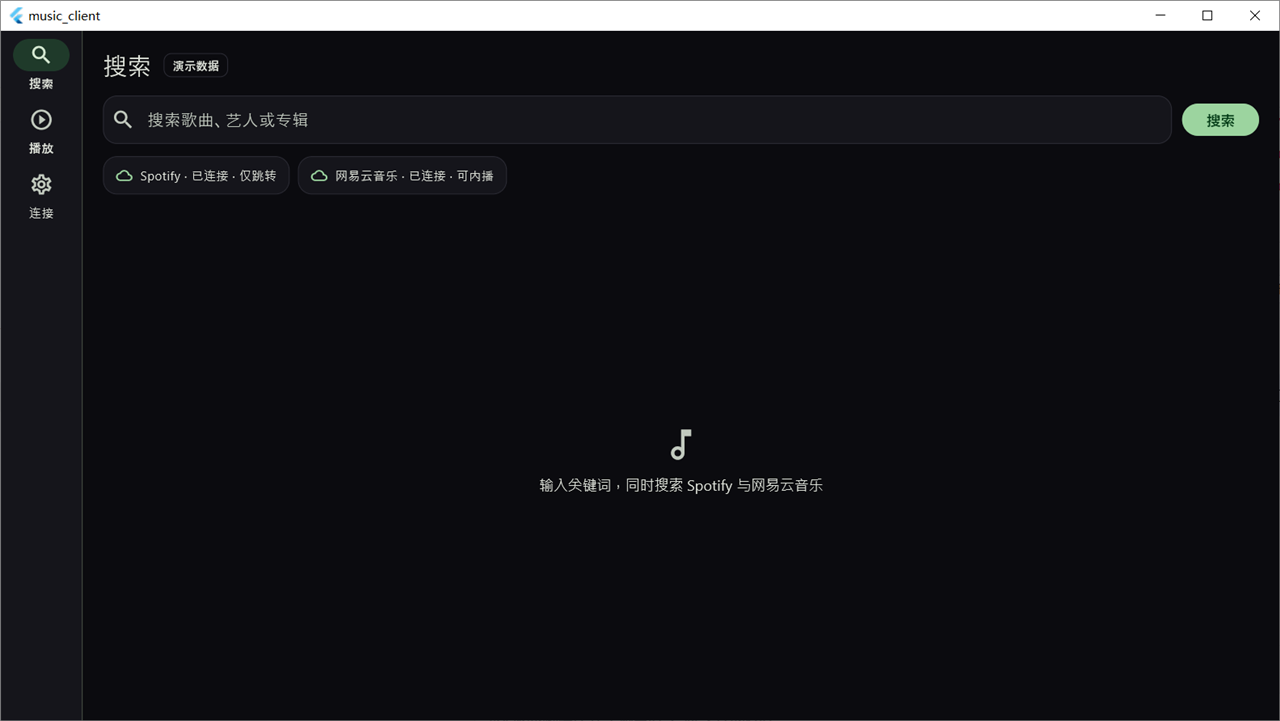 music_client
搜索
播放
连接
搜索 演示数据
搜索歌曲、艺人或专辑
搜索
Spotify · 已连接 · 仅跳转
网易云音乐 · 已连接 · 可内播
输入关键词，同时搜索 Spotify 与网易云音乐